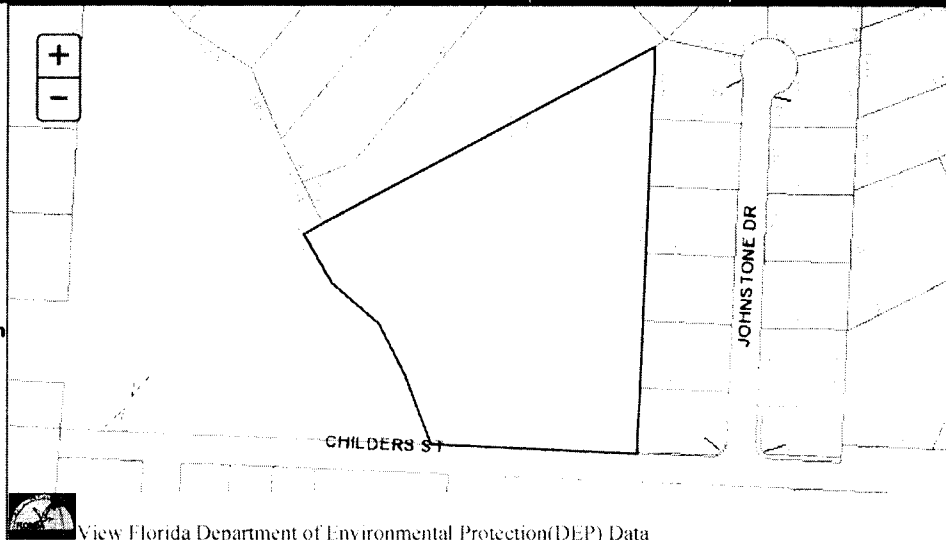 +
−
JOHNSTONE DR
CHILDERS ST
View Florida Department of Environmental Protection(DEP) Data